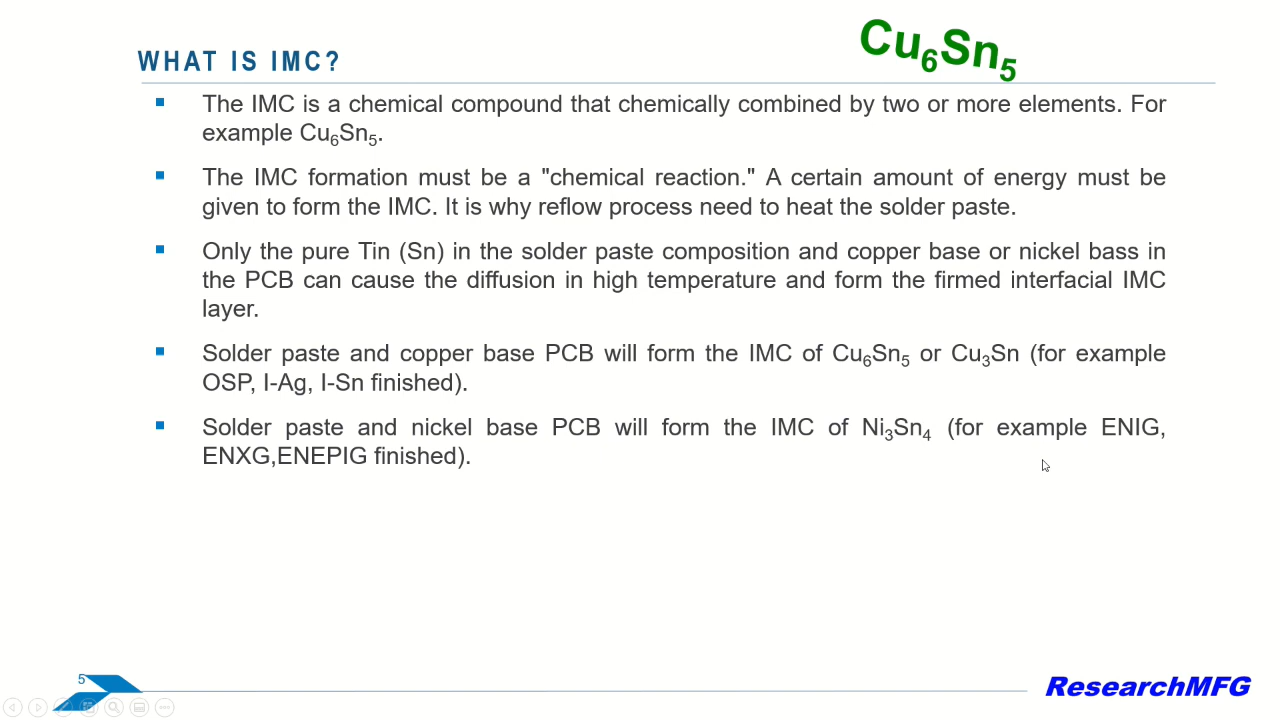 WHAT IS IMC?
Cu₆Sn₅
The IMC is a chemical compound that chemically combined by two or more elements. For
example Cu₆Sn₅.
The IMC formation must be a "chemical reaction." A certain amount of energy must be
given to form the IMC. It is why reflow process need to heat the solder paste.
Only the pure Tin (Sn) in the solder paste composition and copper base or nickel bass in
the PCB can cause the diffusion in high temperature and form the firmed interfacial IMC
layer.
Solder paste and copper base PCB will form the IMC of Cu₆Sn₅ or Cu₃Sn (for example
OSP, I-Ag, I-Sn finished).
Solder paste and nickel base PCB will form the IMC of Ni₃Sn₄ (for example ENIG,
ENXG,ENEPIG finished).
5
ResearchMFG